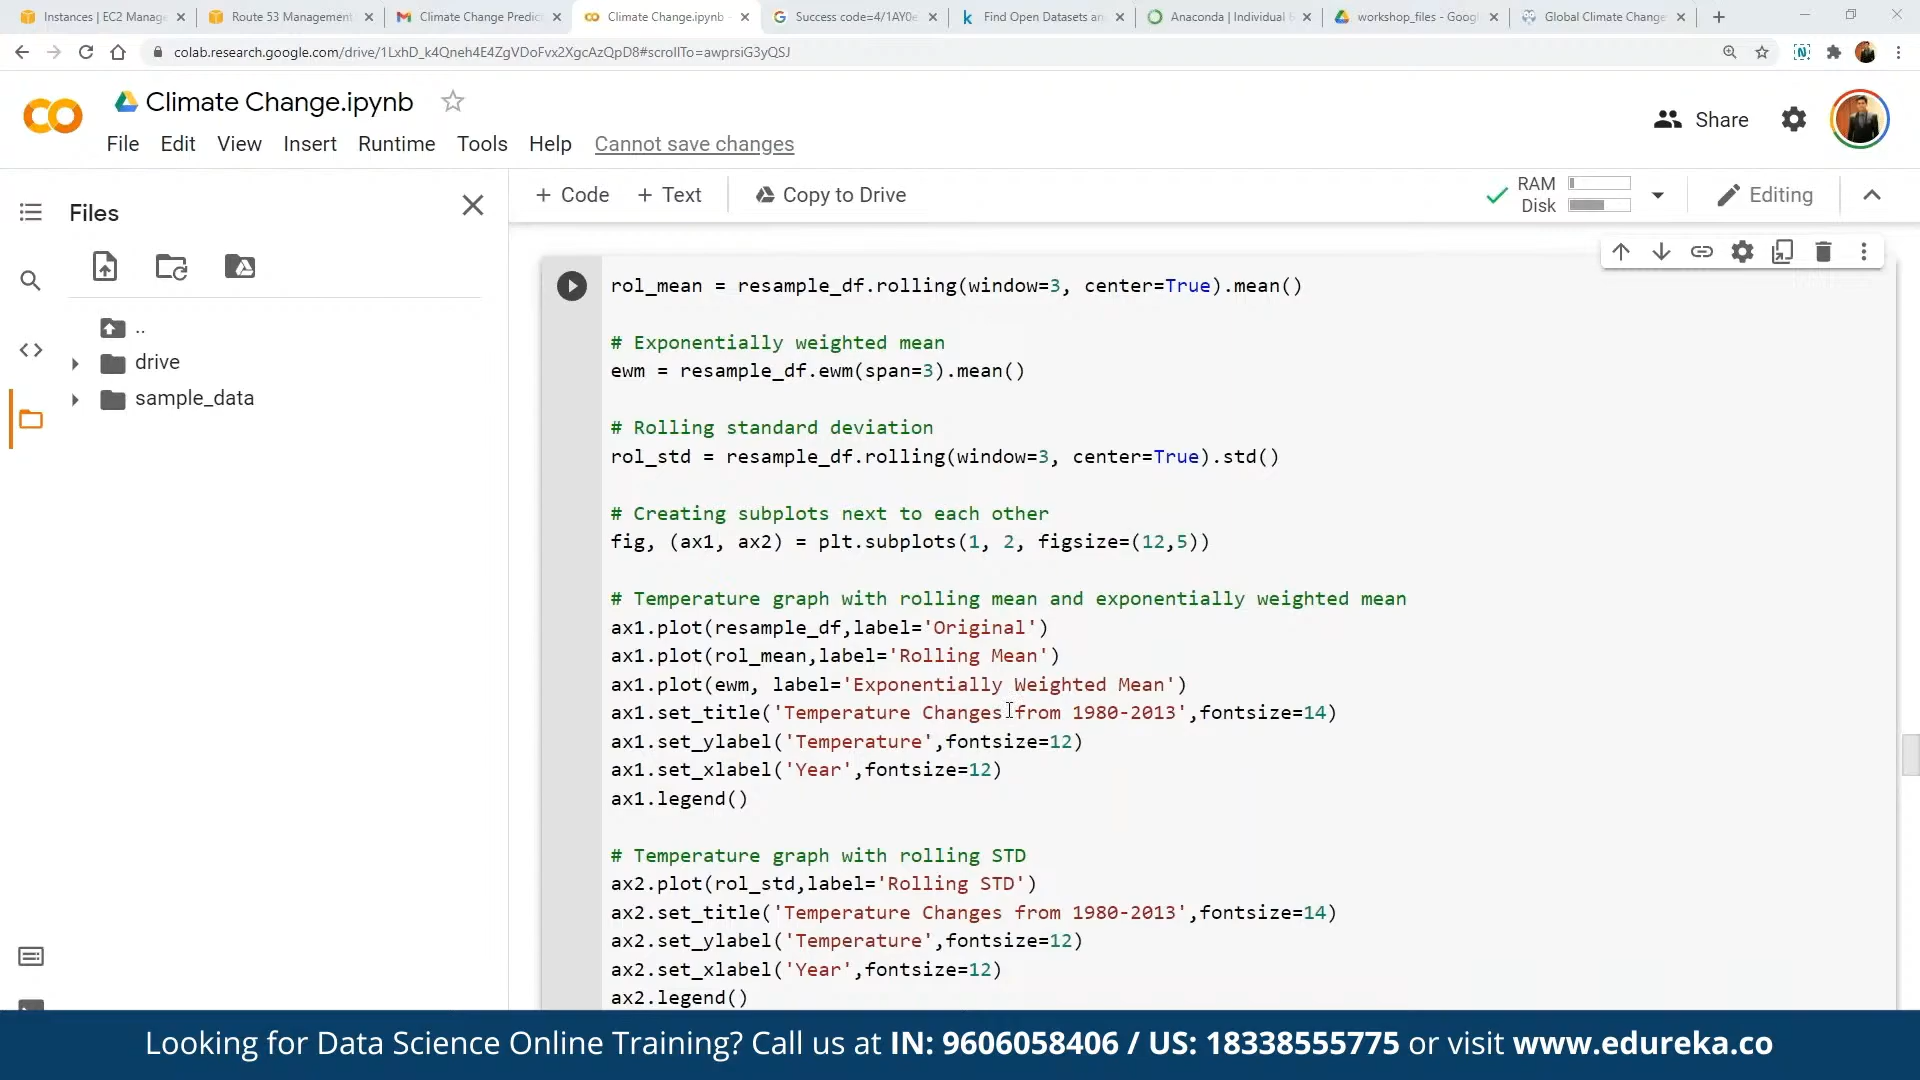 Instances | EC2 Manage
Route 53 Management
Climate Change Predic
Climate Change.ipynb -
Success code=4/1AY0e
Find Open Datasets an
Anaconda | Individual E
workshop_files - Googl
Global Climate Change
colab.research.google.com/drive/1LxhD_k4Qneh4E4ZgVDoFvx2XgcAzQpD8#scrollTo=awprsiG3yQSJ
Climate Change.ipynb
File Edit View Insert Runtime Tools Help Cannot save changes
Share
Files
+ Code + Text Copy to Drive
RAM
Disk
Editing
..
drive
sample_data
rol_mean = resample_df.rolling(window=3, center=True).mean()
# Exponentially weighted mean
ewm = resample_df.ewm(span=3).mean()
# Rolling standard deviation
rol_std = resample_df.rolling(window=3, center=True).std()
# Creating subplots next to each other
fig, (ax1, ax2) = plt.subplots(1, 2, figsize=(12,5))
# Temperature graph with rolling mean and exponentially weighted mean
ax1.plot(resample_df,label='Original')
ax1.plot(rol_mean,label='Rolling Mean')
ax1.plot(ewm, label='Exponentially Weighted Mean')
ax1.set_title('Temperature Changes from 1980-2013',fontsize=14)
ax1.set_ylabel('Temperature',fontsize=12)
ax1.set_xlabel('Year',fontsize=12)
ax1.legend()
# Temperature graph with rolling STD
ax2.plot(rol_std,label='Rolling STD')
ax2.set_title('Temperature Changes from 1980-2013',fontsize=14)
ax2.set_ylabel('Temperature',fontsize=12)
ax2.set_xlabel('Year',fontsize=12)
ax2.legend()
Looking for Data Science Online Training? Call us at IN: 9606058406 / US: 18338555775 or visit www.edureka.co